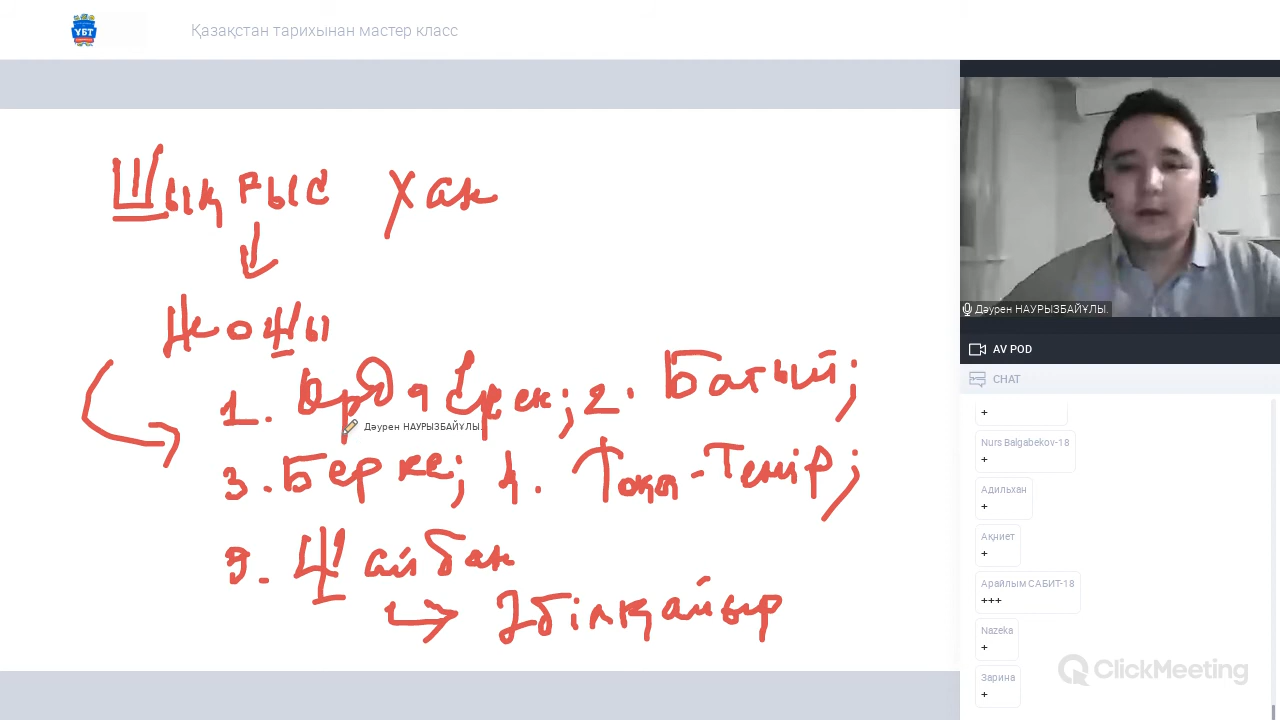 ҰБТ
Қазақстан тарихынан мастер класс
Шыңғыс хан
Жошы
1. Орда Ежен; 2. Батый;
Дәурен НАУРЫЗБАЙҰЛЫ.
3. Берке; 4. Тоқа-Темір;
5. Шайбан
Әбілқайыр
Дәурен НАУРЫЗБАЙҰЛЫ.
AV POD
CHAT
+
Nurs Balgabekov-18
+
Адильхан
+
Ақниет
+
Арайлым САБИТ-18
+++
Nazeka
+
Зарина
+
ClickMeeting